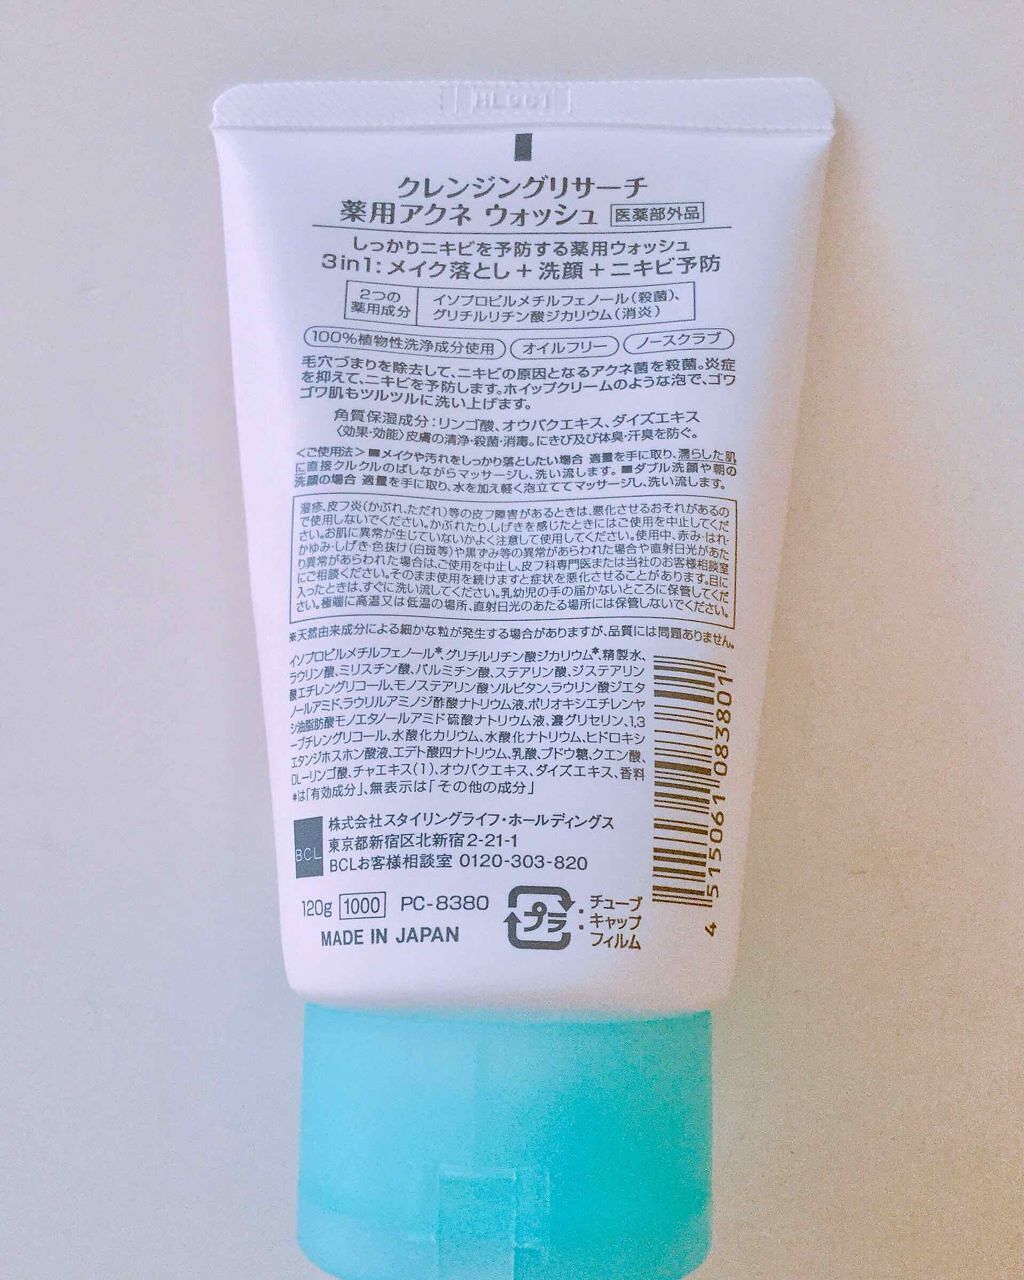 HLBG1
クレンジングリサーチ
薬用アクネ ウォッシュ 医薬部外品
しっかりニキビを予防する薬用ウォッシュ
3in1:メイク落とし+洗顔+ニキビ予防
2つの薬用成分 イソプロピルメチルフェノール(殺菌)、
グリチルリチン酸ジカリウム(消炎)
100%植物性洗浄成分使用 オイルフリー ノースクラブ
毛穴づまりを除去して、ニキビの原因となるアクネ菌を殺菌。炎症
を抑えて、ニキビを予防します。ホイップクリームのような泡で、ゴワ
ゴワ肌もツルツルに洗い上げます。
角質保湿成分:リンゴ酸、オウバクエキス、ダイズエキス
〈効果・効能〉皮膚の清浄・殺菌・消毒。にきび及び体臭・汗臭を防ぐ。
<ご使用法>■メイクや汚れをしっかり落としたい場合 適量を手に取り、濡らした肌
に直接クルクルのばしながらマッサージし、洗い流します。■ダブル洗顔や朝の
洗顔の場合 適量を手に取り、水を加え軽く泡立ててマッサージし、洗い流します。
湿疹、皮フ炎(かぶれ、ただれ)等の皮フ障害があるときは、悪化させるおそれがあるの
で使用しないでください。かぶれたり、しげきを感じたときにはご使用を中止してくだ
さい。お肌に異常が生じていないかよく注意して使用してください。使用中、赤み・はれ・
かゆみ・しげき・色抜け(白斑等)や黒ずみ等の異常があらわれた場合や直射日光があた
り異常があらわれた場合は、ご使用を中止し、皮フ科専門医または当社のお客様相談室
にご相談ください。そのまま使用を続けますと症状を悪化させることがあります。目に
入ったときは、すぐに洗い流してください。乳幼児の手の届かないところに保管してくだ
さい。極端に高温又は低温の場所、直射日光のあたる場所には保管しないでください。
※天然由来成分による細かな粒が発生する場合がありますが、品質には問題ありません。
イソプロピルメチルフェノール*、グリチルリチン酸ジカリウム*、精製水、
ラウリン酸、ミリスチン酸、パルミチン酸、ステアリン酸、ジステアリン
酸エチレングリコール、モノステアリン酸ソルビタン、ラウリン酸ジエタ
ノールアミド、ラウリルアミノジ酢酸ナトリウム液、ポリオキシエチレンヤ
シ油脂肪酸モノエタノールアミド硫酸ナトリウム液、濃グリセリン、1,3
-ブチレングリコール、水酸化カリウム、水酸化ナトリウム、ヒドロキシ
エタンジホスホン酸液、エデト酸四ナトリウム、乳酸、ブドウ糖、クエン酸、
DL-リンゴ酸、チャエキス(1)、オウバクエキス、ダイズエキス、香料
*は「有効成分」、無表示は「その他の成分」
BCL 株式会社スタイリングライフ・ホールディングス
東京都新宿区北新宿2-21-1
BCLお客様相談室 0120-303-820
120g 1000 PC-8380
MADE IN JAPAN
プラ : チューブ
キャップ
フィルム
4 515061 083801